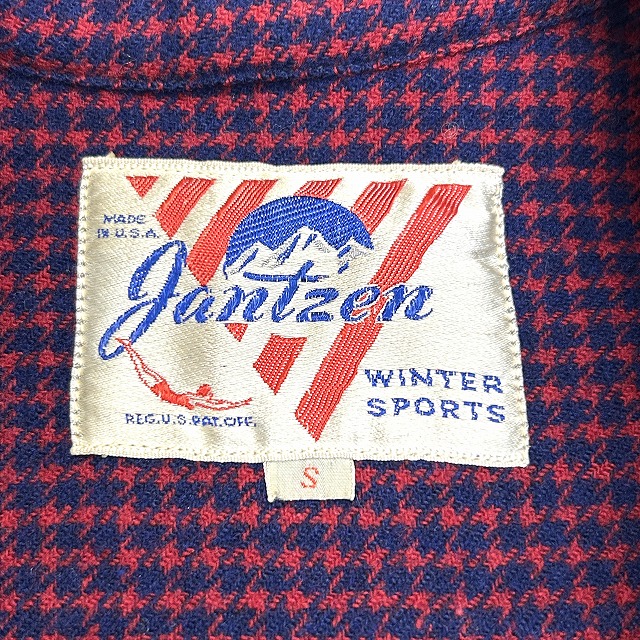 MADE
IN U.S.A.
Jantzen
WINTER
SPORTS
REG.U.S.PAT.OFF.
S